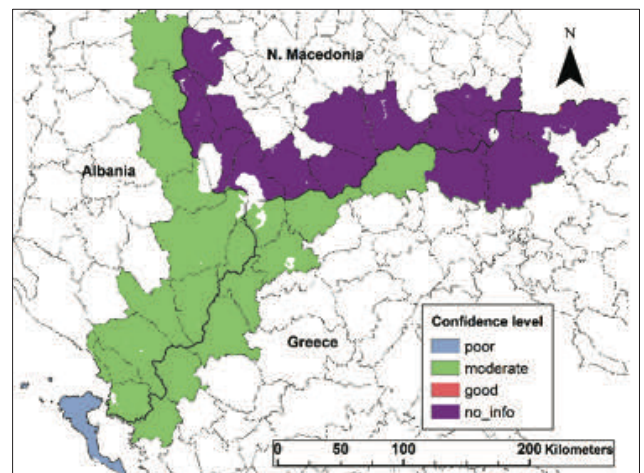 N. Macedonia
N
Albania
Greece
Confidence level
poor
moderate
good
no_info
0 50 100 200 Kilometers